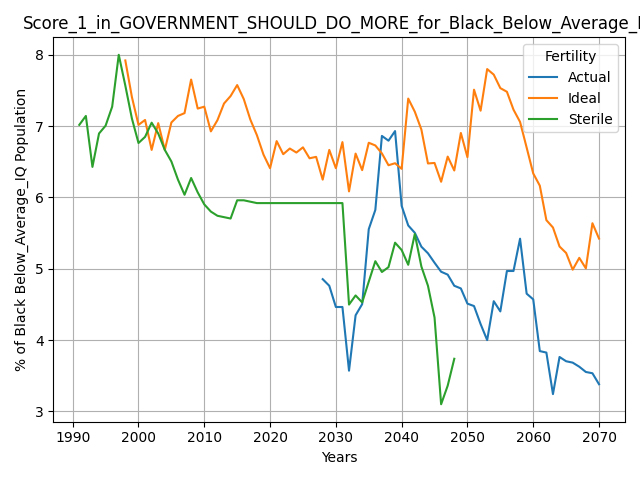 Score_1_in_GOVERNMENT_SHOULD_DO_MORE_for_Black_Below_Average_I
Fertility
Actual
Ideal
Sterile
% of Black Below_Average_IQ Population
8
7
6
5
4
3
1990 2000 2010 2020 2030 2040 2050 2060 2070
Years